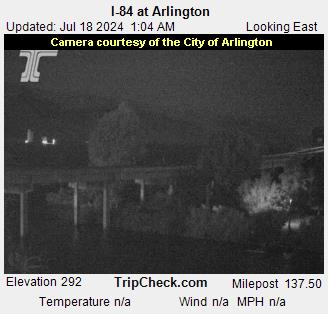 I-84 at Arlington
Updated: Jul 18 2024 1:04 AM Looking East
Camera courtesy of the City of Arlington
Elevation 292 TripCheck.com Milepost 137.50
Temperature n/a Wind n/a MPH n/a